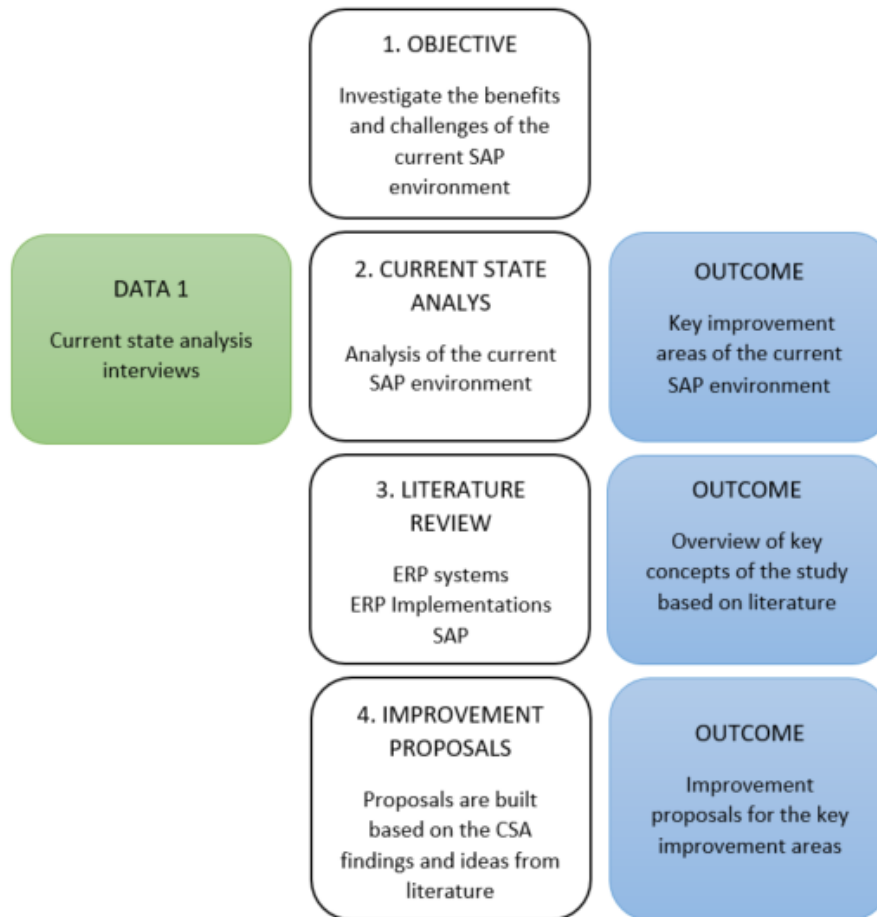 1. OBJECTIVE
Investigate the benefits
and challenges of the
current SAP
environment
DATA 1
Current state analysis
interviews
2. CURRENT STATE
ANALYS
Analysis of the current
SAP environment
OUTCOME
Key improvement
areas of the current
SAP environment
3. LITERATURE
REVIEW
ERP systems
ERP Implementations
SAP
OUTCOME
Overview of key
concepts of the study
based on literature
4. IMPROVEMENT
PROPOSALS
Proposals are built
based on the CSA
findings and ideas from
literature
OUTCOME
Improvement
proposals for the key
improvement areas